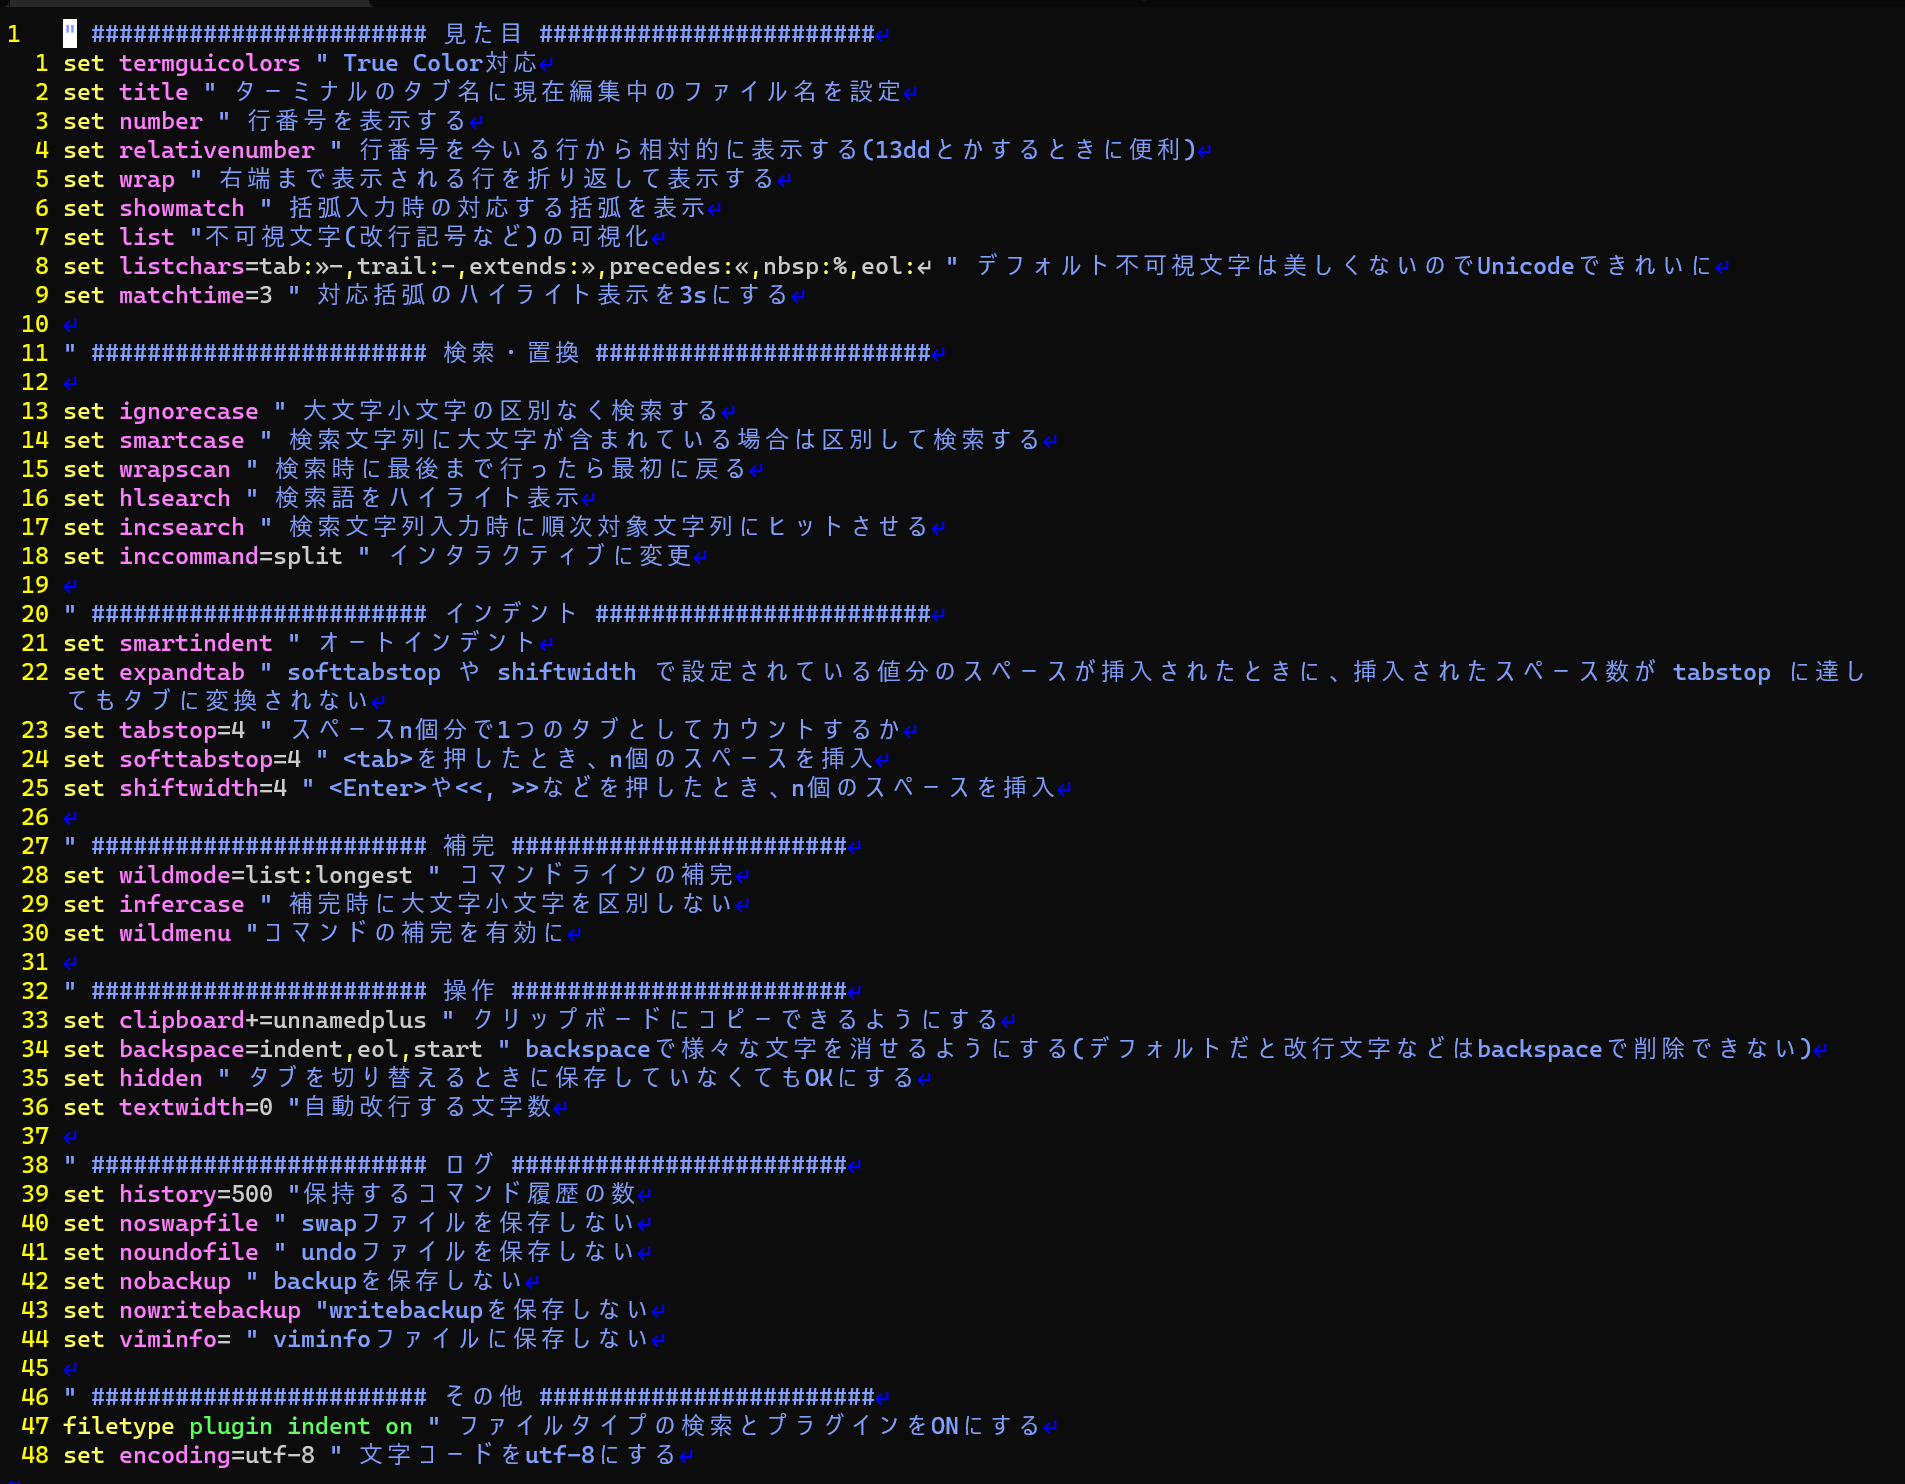 1   " ######################## 見た目 ########################↵
  1 set termguicolors " True Color対応↵
  2 set title " ターミナルのタブ名に現在編集中のファイル名を設定↵
  3 set number " 行番号を表示する↵
  4 set relativenumber " 行番号を今いる行から相対的に表示する(13ddとかするときに便利)↵
  5 set wrap " 右端まで表示される行を折り返して表示する↵
  6 set showmatch " 括弧入力時の対応する括弧を表示↵
  7 set list "不可視文字(改行記号など)の可視化↵
  8 set listchars=tab:»-,trail:-,extends:»,precedes:«,nbsp:%,eol:↵ " デフォルト不可視文字は美しくないのでUnicodeできれいに↵
  9 set matchtime=3 " 対応括弧のハイライト表示を3sにする↵
 10 ↵
 11 " ######################## 検索・置換 ########################↵
 12 ↵
 13 set ignorecase " 大文字小文字の区別なく検索する↵
 14 set smartcase " 検索文字列に大文字が含まれている場合は区別して検索する↵
 15 set wrapscan " 検索時に最後まで行ったら最初に戻る↵
 16 set hlsearch " 検索語をハイライト表示↵
 17 set incsearch " 検索文字列入力時に順次対象文字列にヒットさせる↵
 18 set inccommand=split " インタラクティブに変更↵
 19 ↵
 20 " ######################## インデント ########################↵
 21 set smartindent " オートインデント↵
 22 set expandtab " softtabstop や shiftwidth で設定されている値分のスペースが挿入されたときに、挿入されたスペース数が tabstop に達し
てもタブに変換されない↵
 23 set tabstop=4 " スペースn個分で1つのタブとしてカウントするか↵
 24 set softtabstop=4 " <tab>を押したとき、n個のスペースを挿入↵
 25 set shiftwidth=4 " <Enter>や<<, >>などを押したとき、n個のスペースを挿入↵
 26 ↵
 27 " ######################## 補完 ########################↵
 28 set wildmode=list:longest " コマンドラインの補完↵
 29 set infercase " 補完時に大文字小文字を区別しない↵
 30 set wildmenu "コマンドの補完を有効に↵
 31 ↵
 32 " ######################## 操作 ########################↵
 33 set clipboard+=unnamedplus " クリップボードにコピーできるようにする↵
 34 set backspace=indent,eol,start " backspaceで様々な文字を消せるようにする(デフォルトだと改行文字などはbackspaceで削除できない)↵
 35 set hidden " タブを切り替えるときに保存していなくてもOKにする↵
 36 set textwidth=0 "自動改行する文字数↵
 37 ↵
 38 " ######################## ログ ########################↵
 39 set history=500 "保持するコマンド履歴の数↵
 40 set noswapfile " swapファイルを保存しない↵
 41 set noundofile " undoファイルを保存しない↵
 42 set nobackup " backupを保存しない↵
 43 set nowritebackup "writebackupを保存しない↵
 44 set viminfo= " viminfoファイルに保存しない↵
 45 ↵
 46 " ######################## その他 ########################↵
 47 filetype plugin indent on " ファイルタイプの検索とプラグインをONにする↵
 48 set encoding=utf-8 " 文字コードをutf-8にする↵